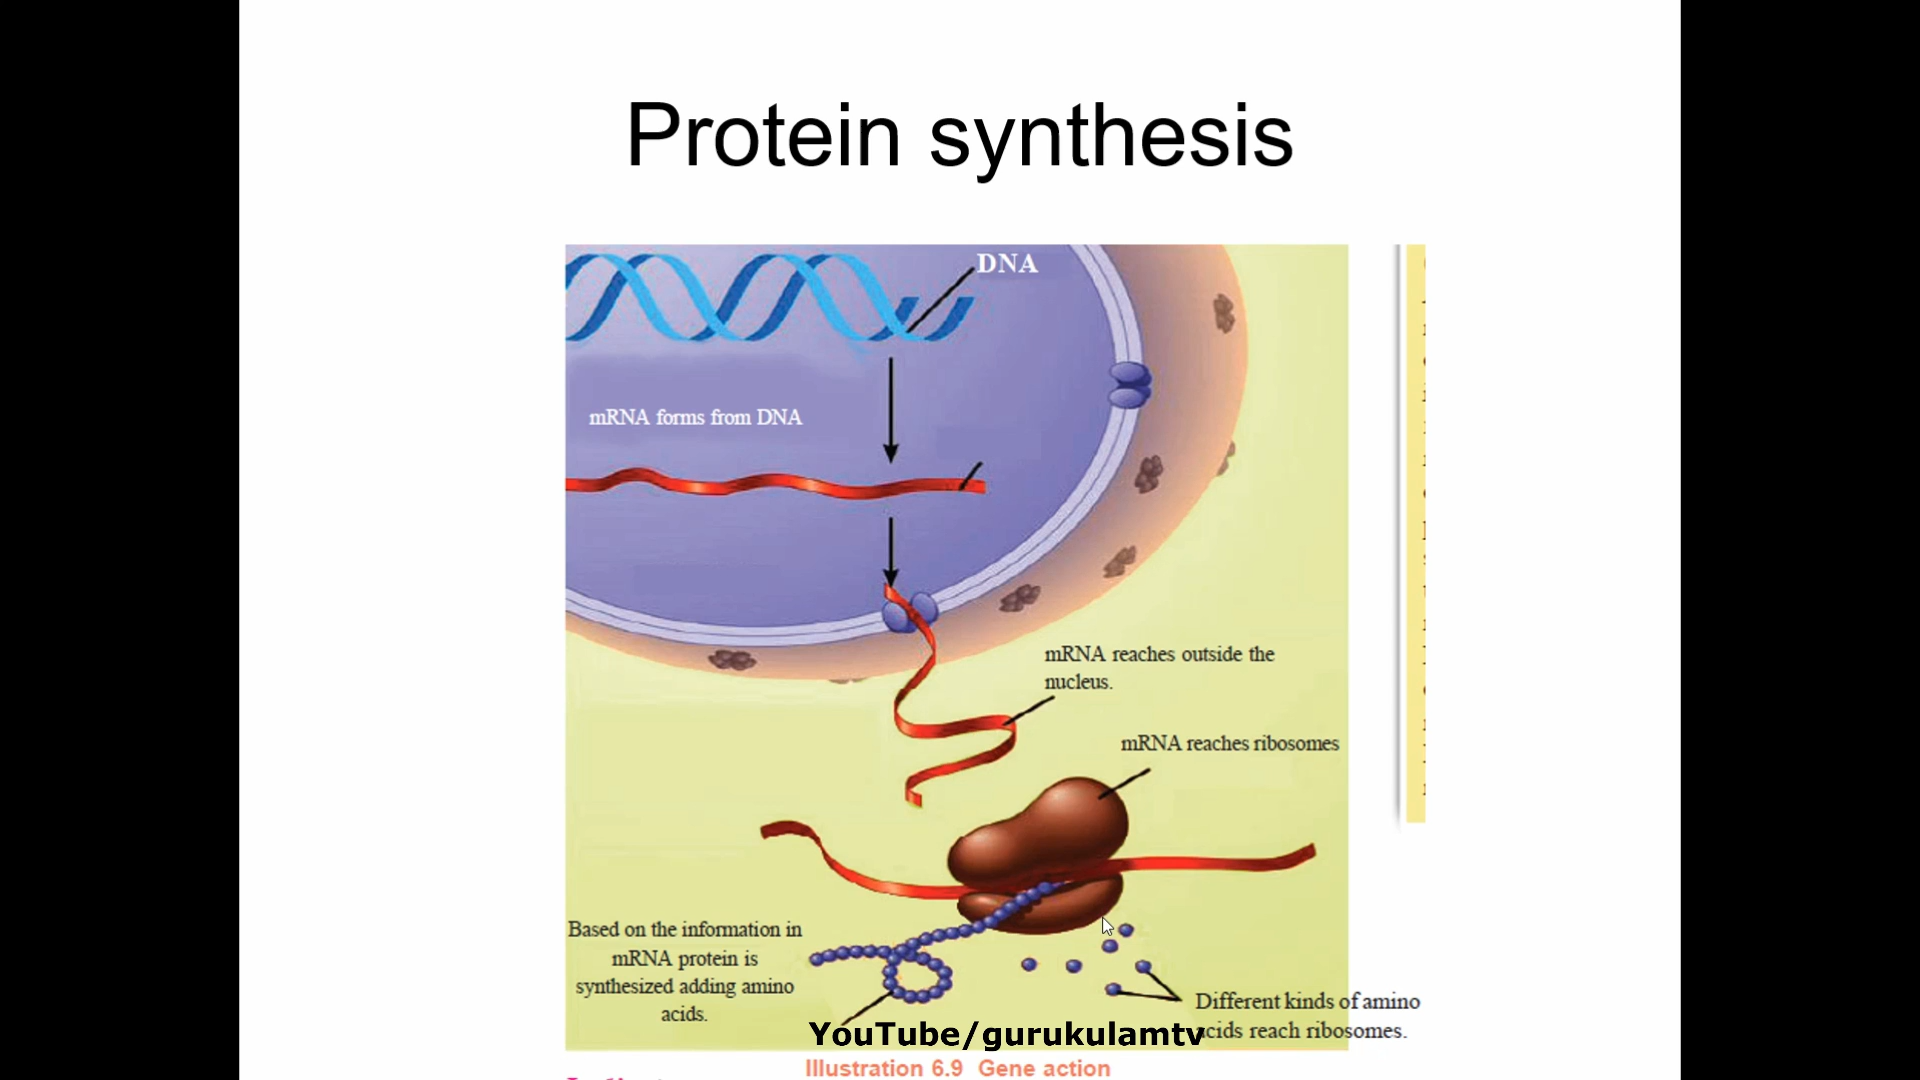 Protein synthesis
DNA
mRNA forms from DNA
mRNA reaches outside the
nucleus.
mRNA reaches ribosomes
Based on the information in
mRNA protein is
synthesized adding amino
acids.
Different kinds of amino
acids reach ribosomes.
YouTube/gurukulamtv
Illustration 6.9 Gene action